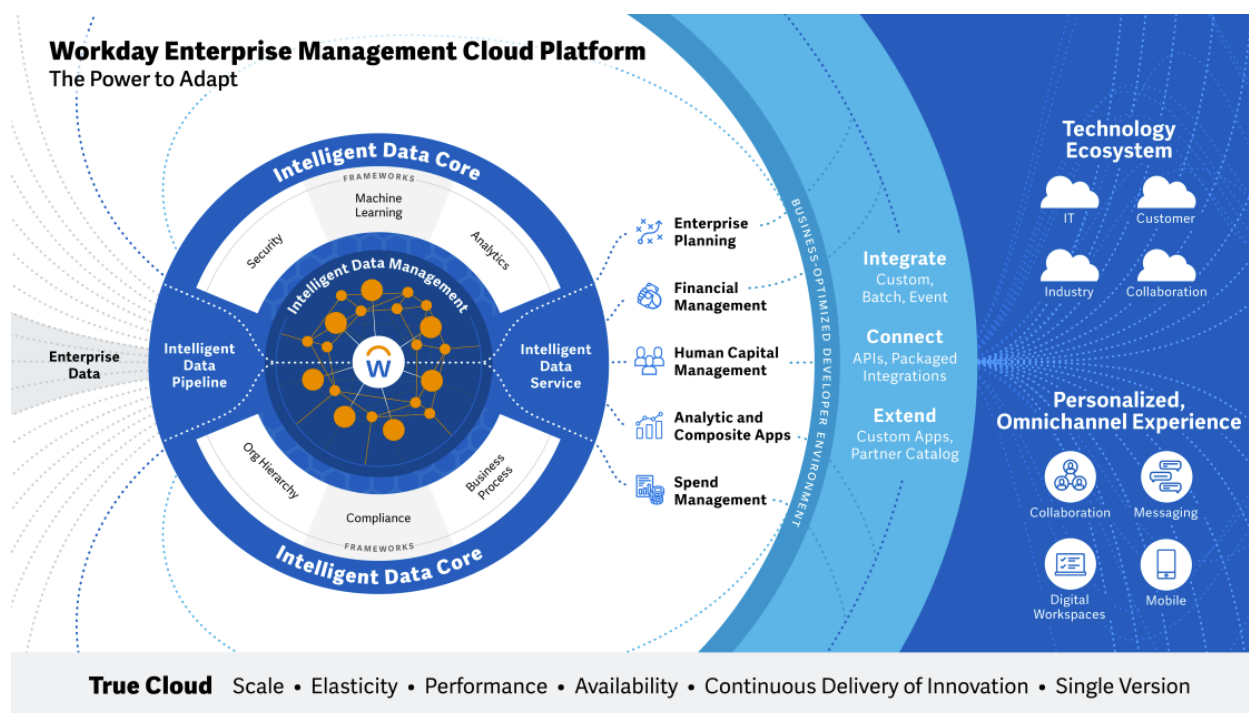 Workday Enterprise Management Cloud Platform
The Power to Adapt
Enterprise
Data
Intelligent Data Core
FRAMEWORKS
Security
Machine
Learning
Analytics
Intelligent Data Management
Intelligent
Data
Pipeline
W
Intelligent
Data
Service
Org Hierarchy
Compliance
Business
Process
FRAMEWORKS
Intelligent Data Core
Enterprise
Planning
Financial
Management
Human Capital
Management
Analytic and
Composite Apps
Spend
Management
BUSINESS-OPTIMIZED DEVELOPER ENVIRONMENT
Integrate
Custom,
Batch, Event
Connect
APIs, Packaged
Integrations
Extend
Custom Apps,
Partner Catalog
Technology
Ecosystem
IT
Customer
Industry
Collaboration
Personalized,
Omnichannel Experience
Collaboration
Messaging
Digital
Workspaces
Mobile
True Cloud Scale • Elasticity • Performance • Availability • Continuous Delivery of Innovation • Single Version